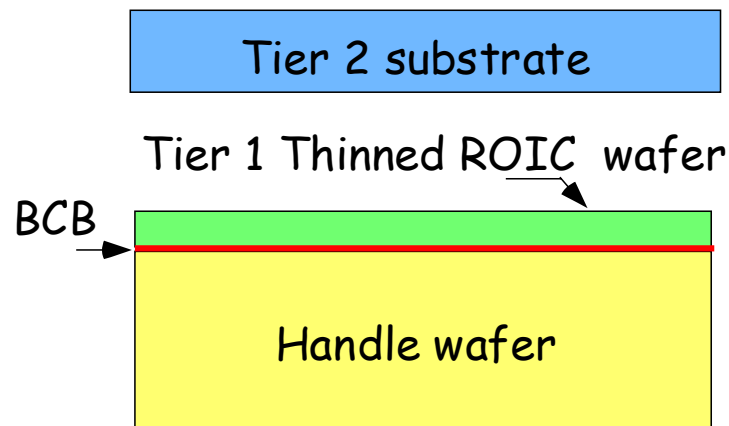 Tier 2 substrate
Tier 1 Thinned ROIC wafer
BCB
Handle wafer